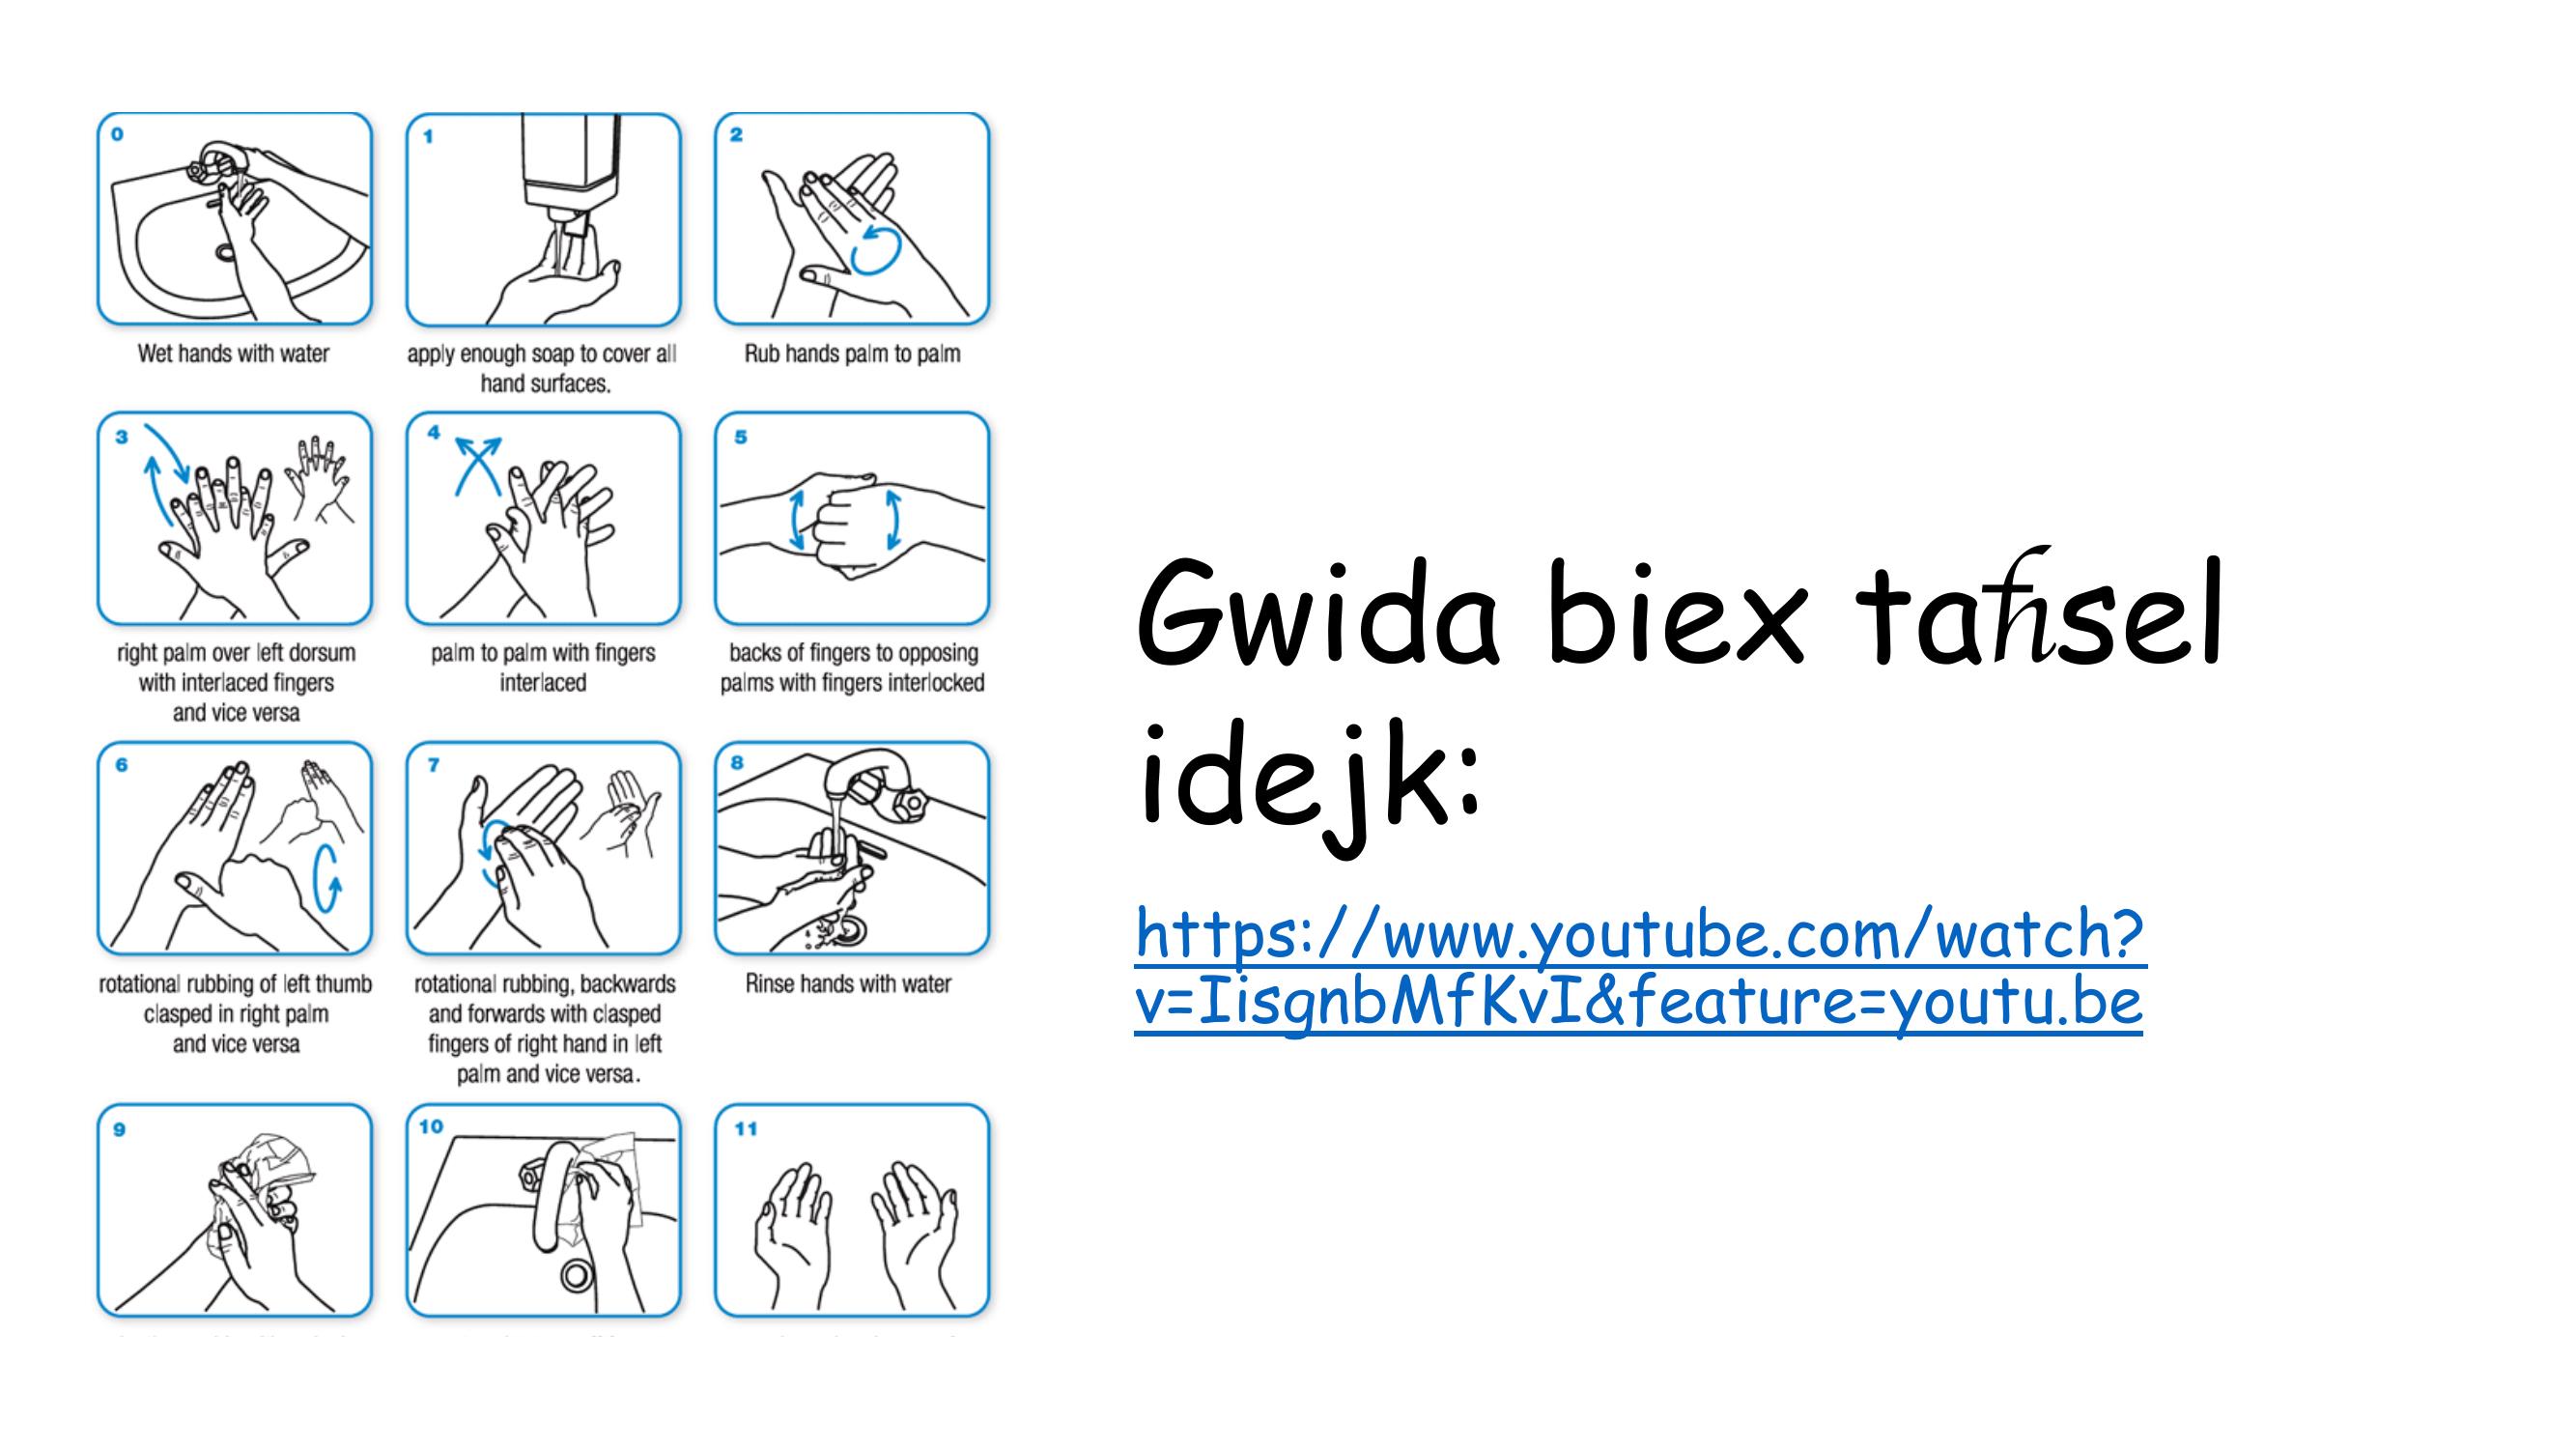 0
1
2
Wet hands with water
apply enough soap to cover all
hand surfaces.
Rub hands palm to palm
3
4
5
right palm over left dorsum
with interlaced fingers
and vice versa
palm to palm with fingers
interlaced
backs of fingers to opposing
palms with fingers interlocked
6
7
8
rotational rubbing of left thumb
clasped in right palm
and vice versa
rotational rubbing, backwards
and forwards with clasped
fingers of right hand in left
palm and vice versa.
Rinse hands with water
9
10
11
Gwida biex taħsel
idejk:
https://www.youtube.com/watch?
v=IisgnbMfKvI&feature=youtu.be